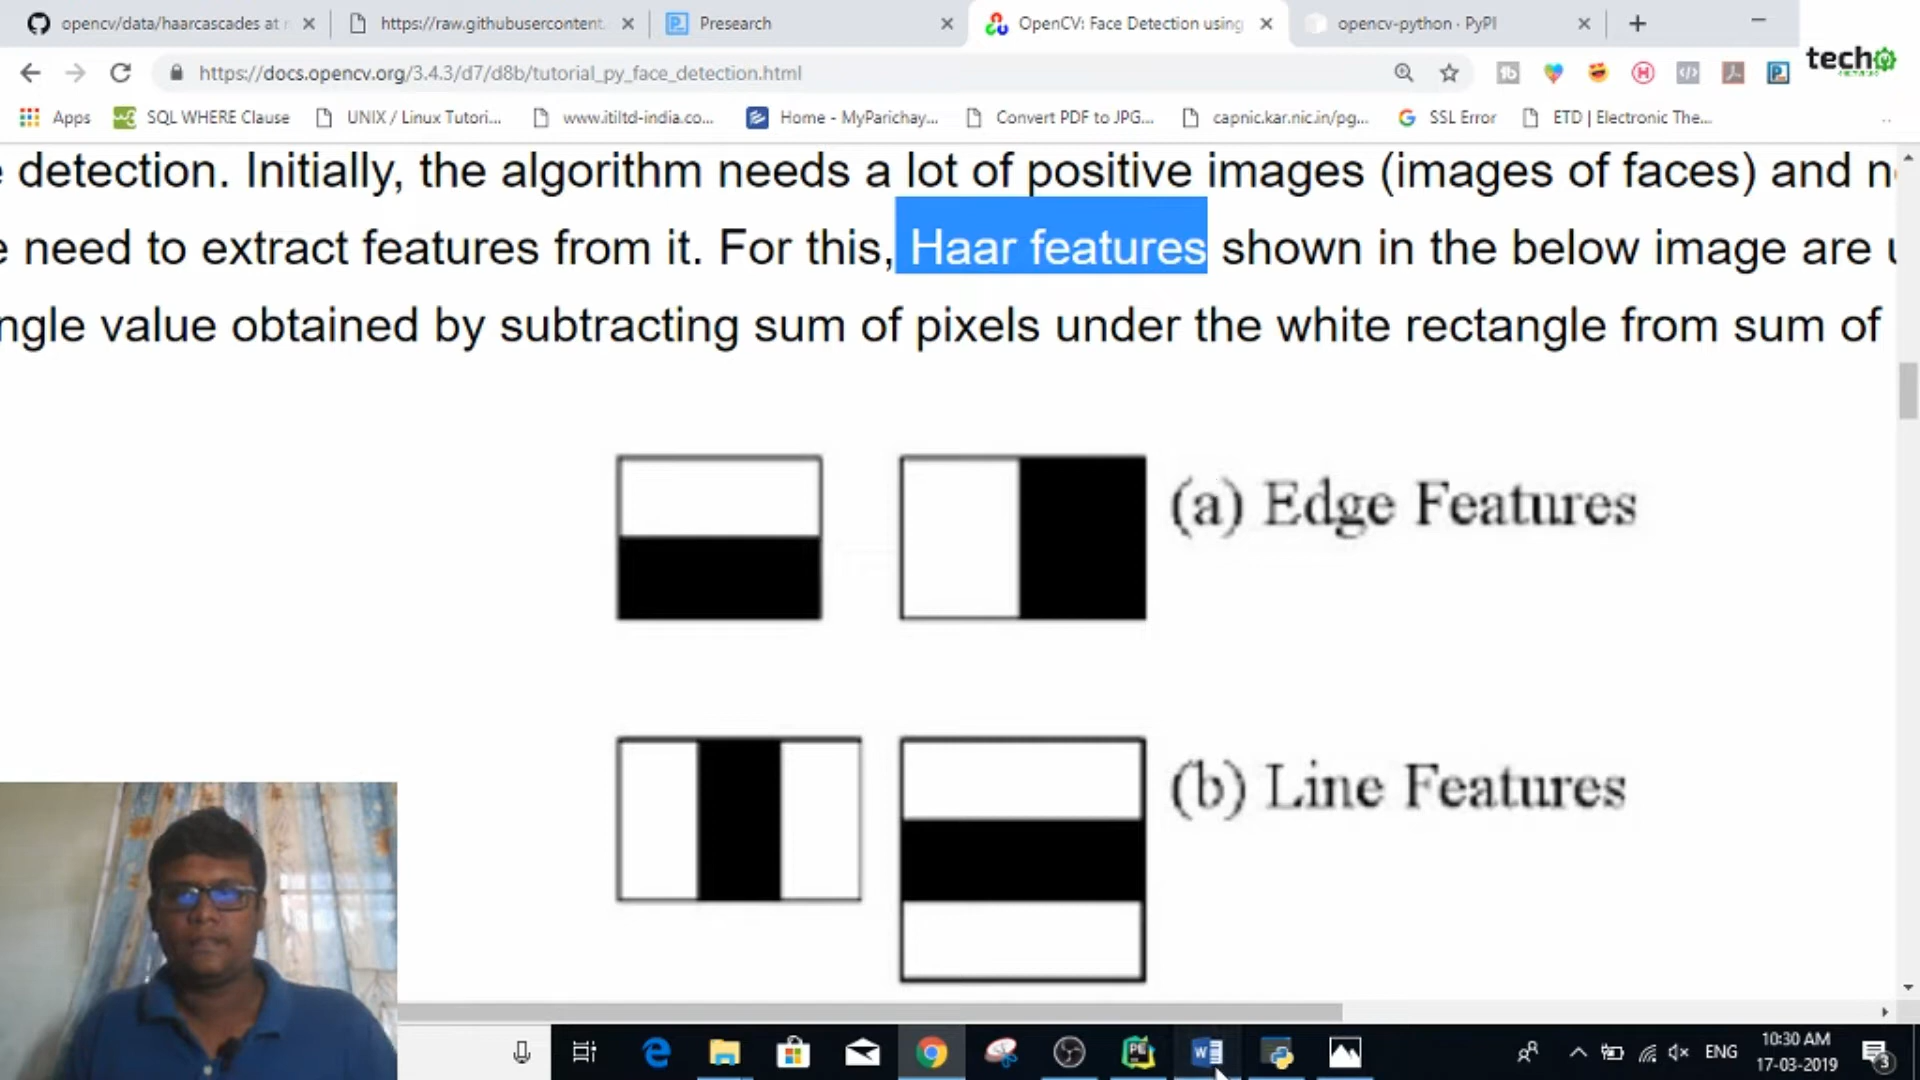 opencv/data/haarcascades at
https://raw.githubusercontent.
Presearch
OpenCV: Face Detection using
opencv-python · PyPI
https://docs.opencv.org/3.4.3/d7/d8b/tutorial_py_face_detection.html
tech
Apps
SQL WHERE Clause
UNIX / Linux Tutori...
www.itiltd-india.co...
Home - MyParichay...
Convert PDF to JPG...
capnic.kar.nic.in/pg...
SSL Error
ETD | Electronic The...
detection. Initially, the algorithm needs a lot of positive images (images of faces) and
need to extract features from it. For this, Haar features shown in the below image are
ngle value obtained by subtracting sum of pixels under the white rectangle from sum of
(a) Edge Features
(b) Line Features
ENG
10:30 AM
17-03-2019
3